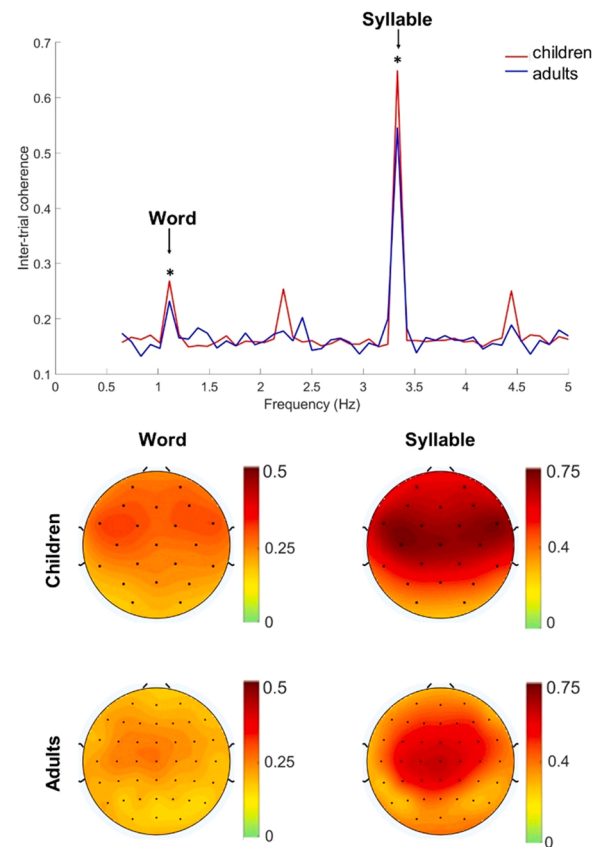 Syllable
*
children
adults
0.7
0.6
0.5
0.4
0.3
0.2
0.1
Inter-trial coherence
Word
*
0 0.5 1 1.5 2 2.5 3 3.5 4 4.5 5
Frequency (Hz)
Word Syllable
Children
0.5
0.25
0
0.75
0.4
0
Adults
0.5
0.25
0
0.75
0.4
0